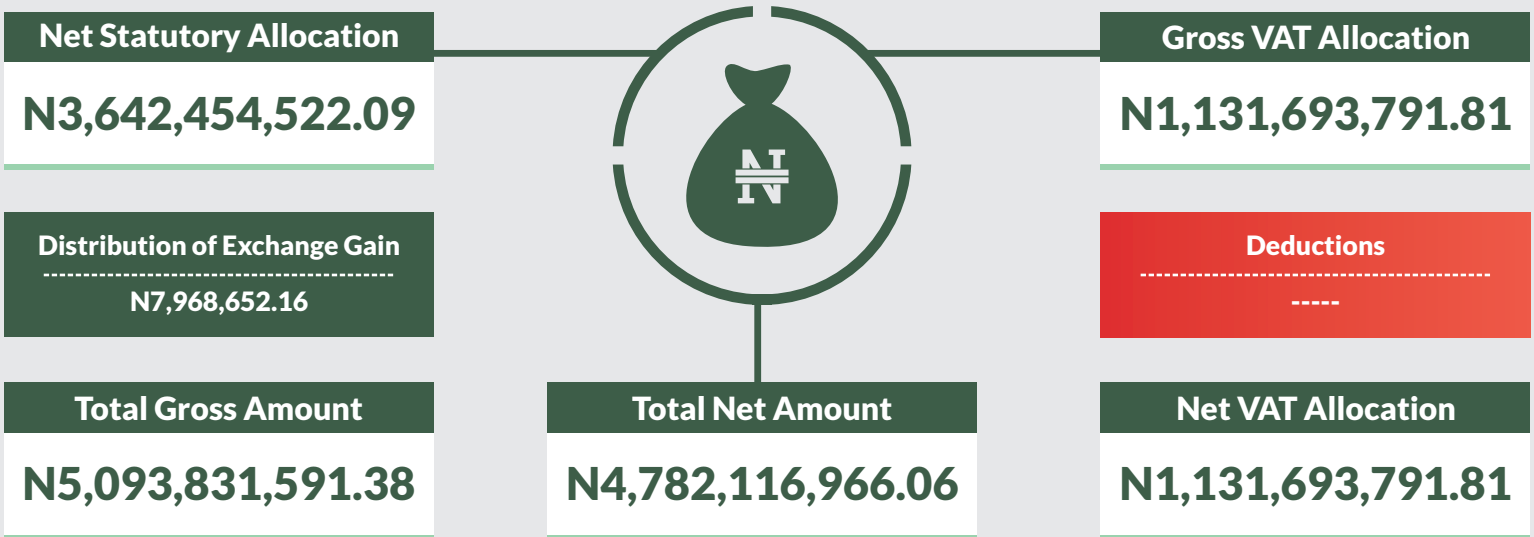 Net Statutory Allocation
N3,642,454,522.09
Gross VAT Allocation
N1,131,693,791.81
₦
Distribution of Exchange Gain
N7,968,652.16
Deductions
-----
Total Gross Amount
N5,093,831,591.38
Total Net Amount
N4,782,116,966.06
Net VAT Allocation
N1,131,693,791.81